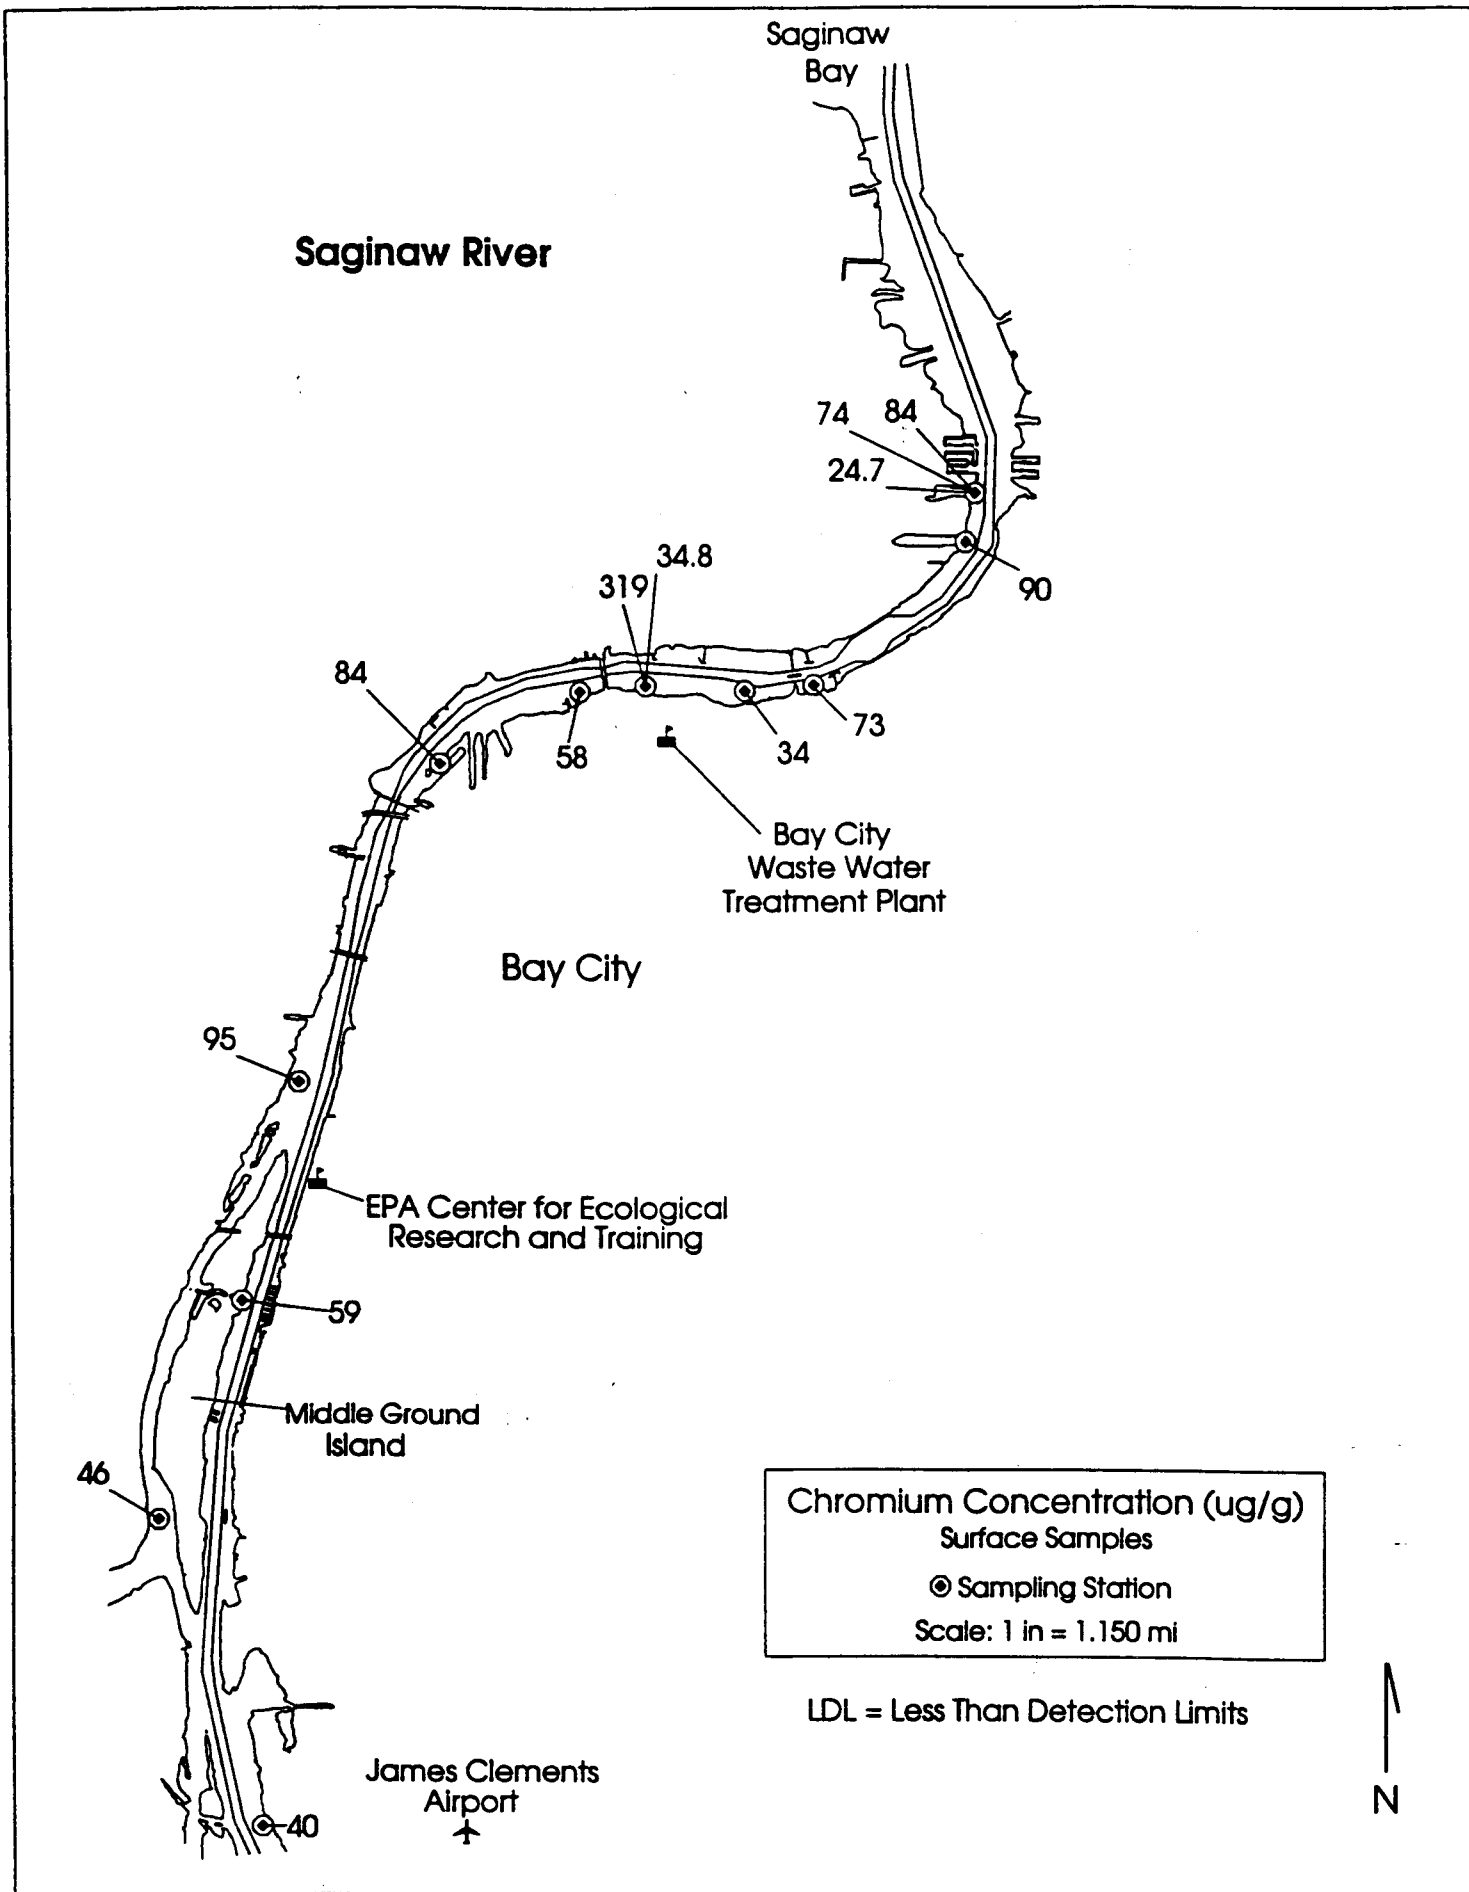 Saginaw
Bay
Saginaw River
74
84
24.7
90
34.8
319
84
58
34
73
Bay City
Waste Water
Treatment Plant
Bay City
95
EPA Center for Ecological
Research and Training
59
Middle Ground
Island
46
Chromium Concentration (ug/g)
Surface Samples
Sampling Station
Scale: 1 in = 1.150 mi
LDL = Less Than Detection Limits
James Clements
Airport
N
40